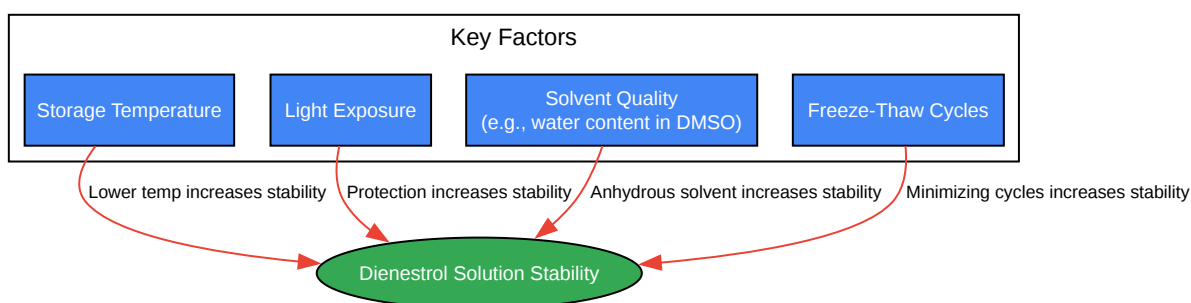 Key Factors
Storage Temperature
Light Exposure
Solvent Quality
(e.g., water content in DMSO)
Freeze-Thaw Cycles
Lower temp increases stability
Protection increases stability
Anhydrous solvent increases stability
Minimizing cycles increases stability
Dienestrol Solution Stability